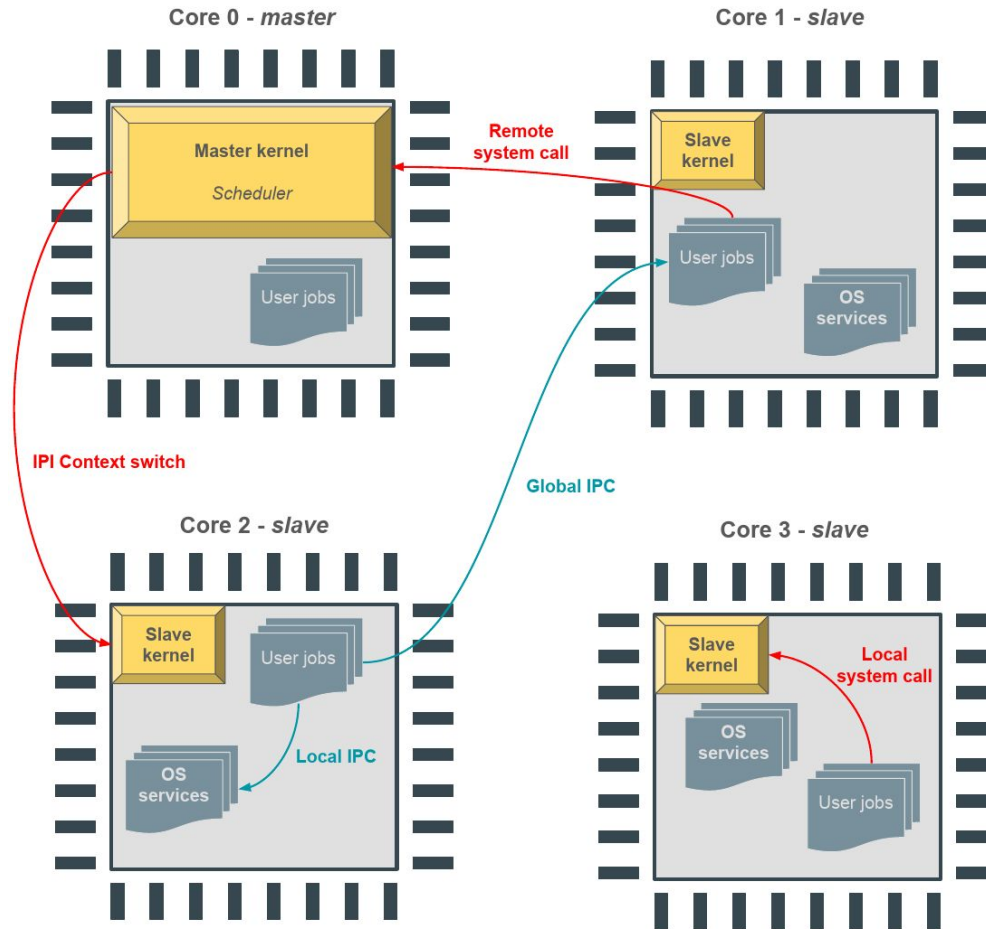 Core 0 - master
Core 1 - slave
Master kernel
Scheduler
User jobs
Remote
system call
Slave
kernel
User jobs
OS
services
IPI Context switch
Global IPC
Core 2 - slave
Core 3 - slave
Slave
kernel
User jobs
Local IPC
OS
services
Slave
kernel
Local
system call
OS
services
User jobs